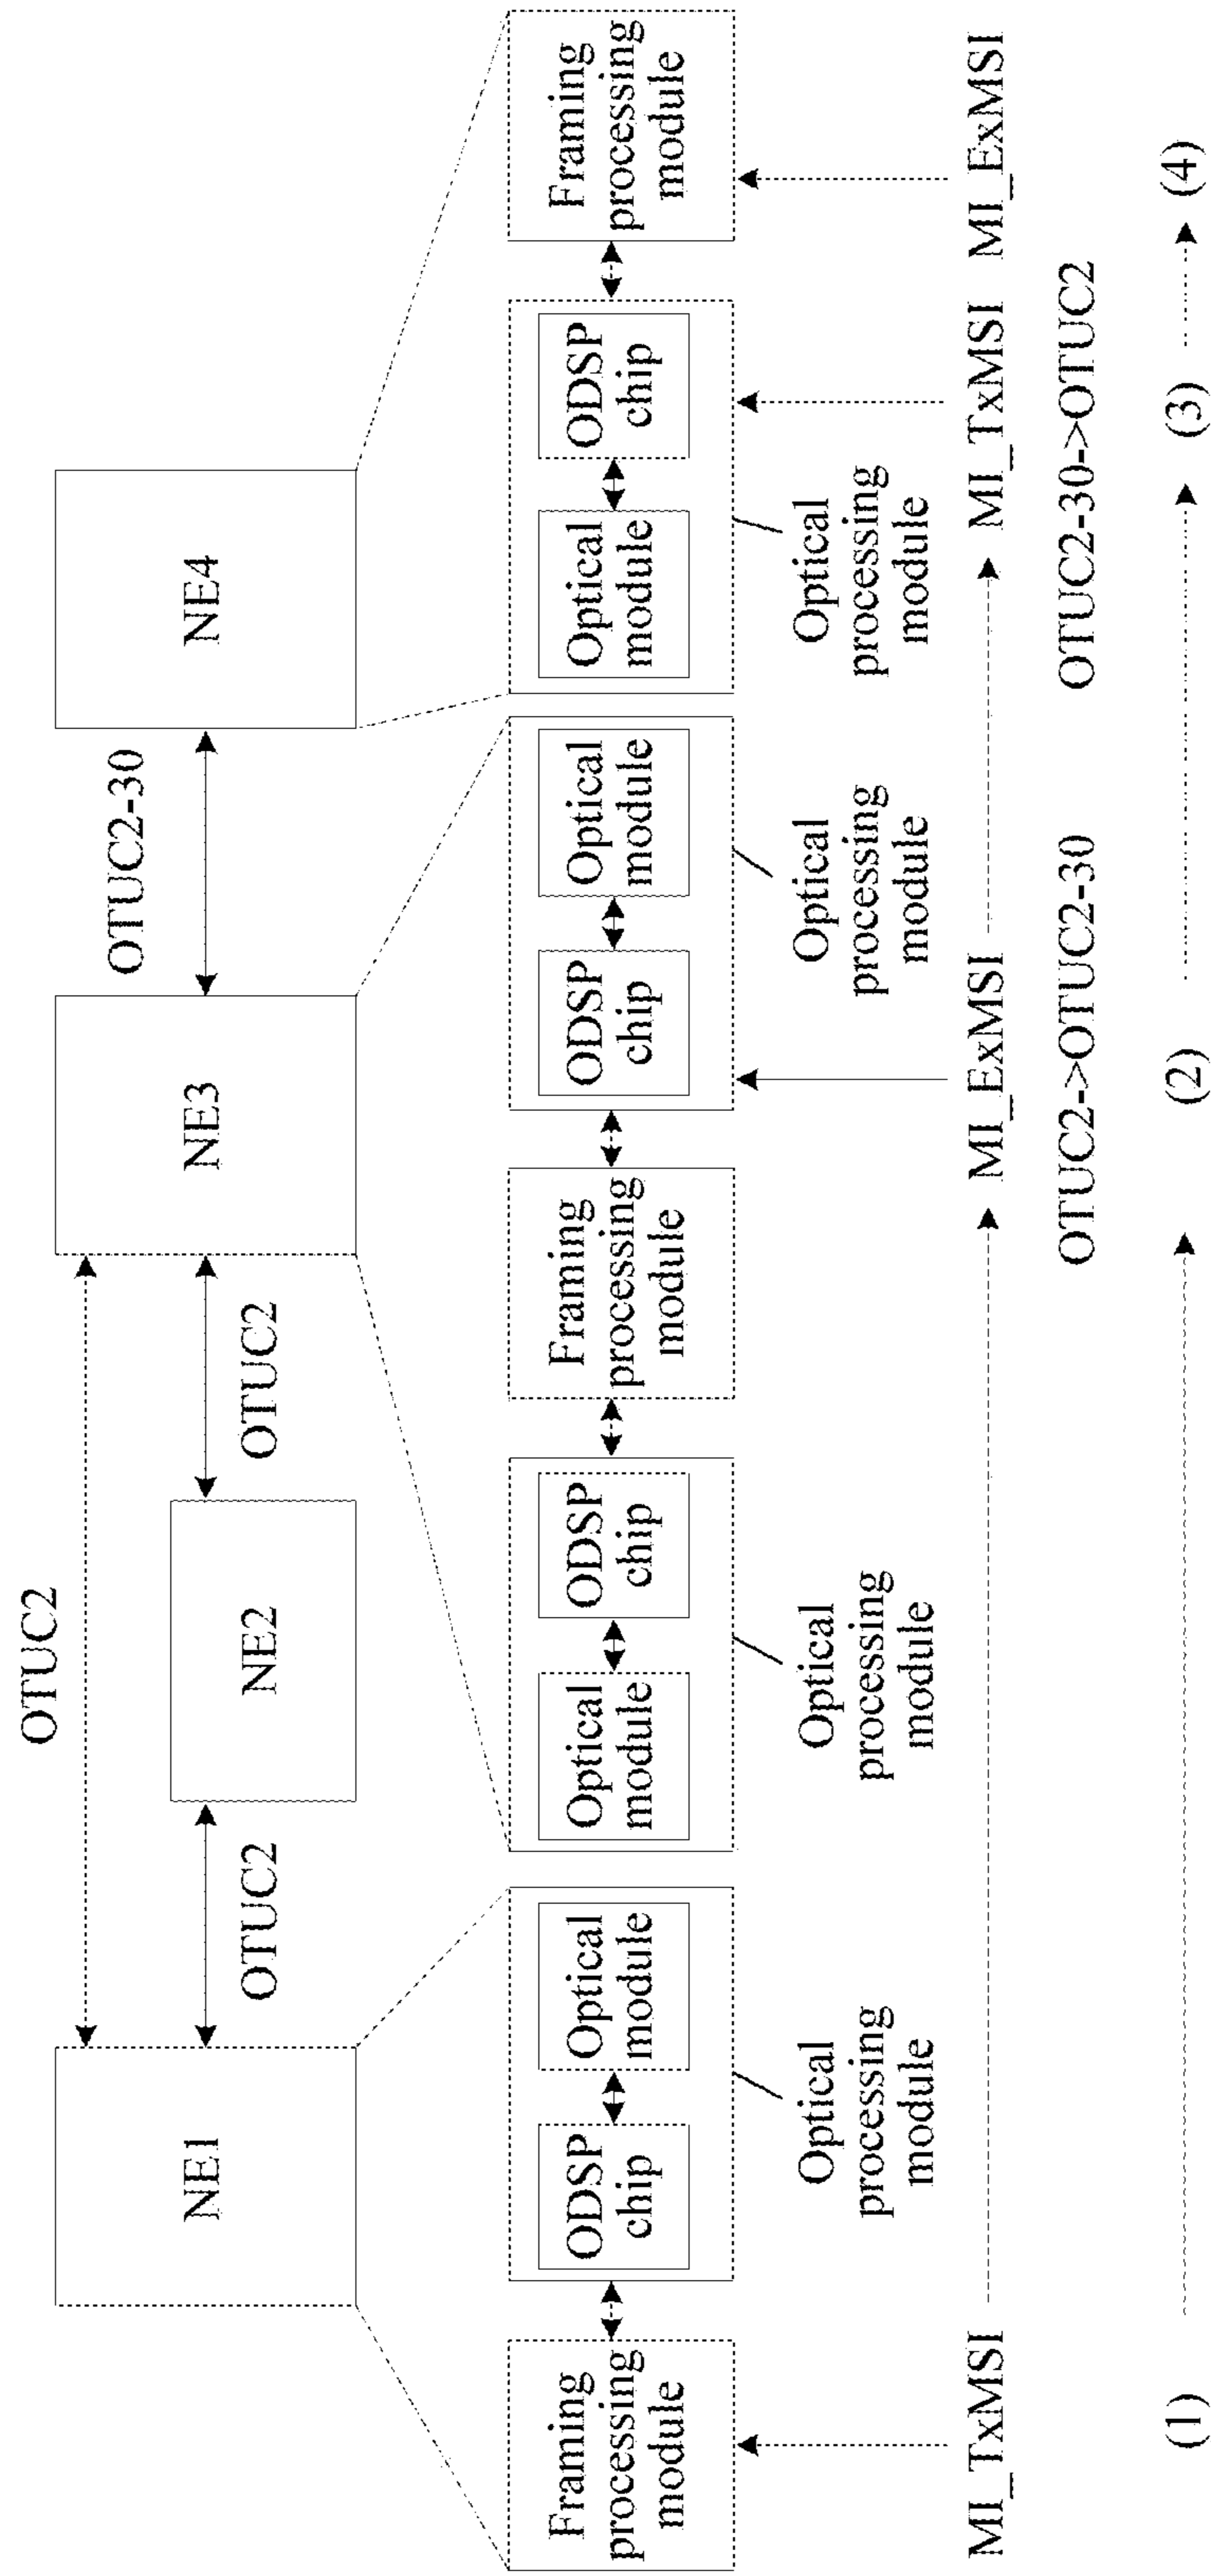 OTUC2
NE1
OTUC2
NE2
OTUC2
NE3
OTUC2-30
NE4
Framing
processing
module
ODSP
chip
Optical
module
Optical
processing
module
Optical
module
ODSP
chip
Optical
processing
module
Framing
processing
module
ODSP
chip
Optical
module
Optical
processing
module
Optical
module
ODSP
chip
Optical
processing
module
Framing
processing
module
MI_TxMSI
MI_ExMSI
MI_TxMSI
MI_ExMSI
OTUC2->OTUC2-30
OTUC2-30->OTUC2
(1)
(2)
(3)
(4)